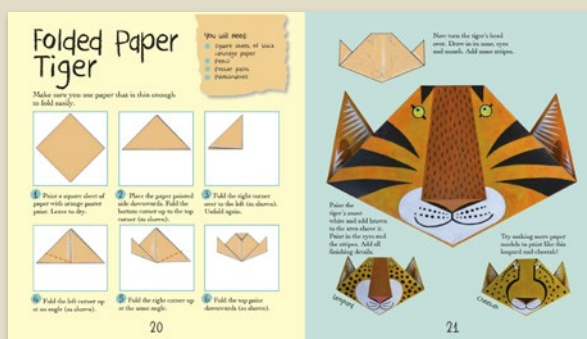 Folded Paper
Tiger
Make sure you use paper that is thin enough
to fold easily.
You will need
Square sheet of thick
cartridge paper
Pencil
Poster paint
Paintbrushes
1 Paint a square sheet of
paper with orange poster
paint. Leave to dry.
2 Place the paper painted
side downwards. Fold the
bottom corner up to the top
corner (as shown).
3 Fold the right corner
over to the left (as shown).
Unfold again.
4 Fold the left corner up
at an angle (as shown).
5 Fold the right corner up
at the same angle.
6 Fold the top point
downwards (as shown).
20
Now turn the tiger's head
over. Draw in its nose, eyes
and mouth. Add some stripes.
Paint the
tiger's snout
white and add brown
to the area above it.
Paint in the eyes and
the stripes. Add all
finishing details.
Try making more paper
models to paint like this
leopard and cheetah!
Leopard
Cheetah
21